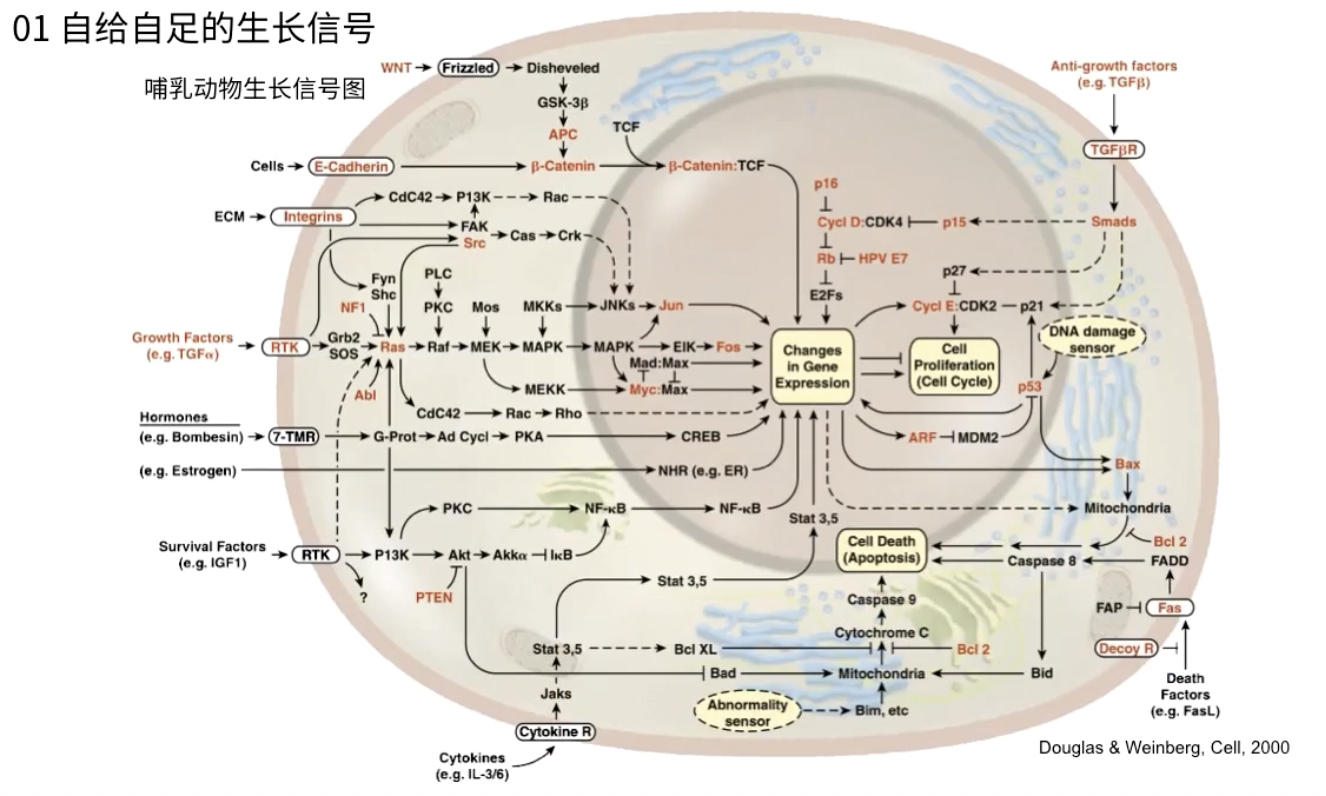 01 自给自足的生长信号
哺乳动物生长信号图
WNT
Frizzled
Disheveled
GSK-3β
APC
TCF
Cells
E-Cadherin
β-Catenin
β-Catenin:TCF
ECM
Integrins
CdC42
P13K
Rac
FAK
Src
Cas
Crk
Fyn
Shc
PLC
NF1
PKC
Mos
MKKs
JNKs
Jun
Growth Factors
(e.g. TGFα)
RTK
Grb2
SOS
Ras
Raf
MEK
MAPK
MAPK
ElK
Fos
Mad:Max
MEKK
Myc:Max
Abl
CdC42
Rac
Rho
Hormones
(e.g. Bombesin)
7-TMR
G-Prot
Ad Cycl
PKA
CREB
(e.g. Estrogen)
NHR (e.g. ER)
PKC
NF-κB
NF-κB
Stat 3,5
Survival Factors
(e.g. IGF1)
RTK
P13K
Akt
Akkα
IκB
?
PTEN
Stat 3,5
Stat 3,5
Bcl XL
Bad
Jaks
Cytokine R
Cytokines
(e.g. IL-3/6)
Anti-growth factors
(e.g. TGFβ)
TGFβR
Smads
p16
Cycl D:CDK4
p15
Rb
HPV E7
E2Fs
p27
Cycl E:CDK2
p21
DNA damage
sensor
Changes
in Gene
Expression
Cell
Proliferation
(Cell Cycle)
p53
ARF
MDM2
Bax
Mitochondria
Bcl 2
Cell Death
(Apoptosis)
Caspase 8
FADD
Caspase 9
FAP
Fas
Cytochrome C
Bcl 2
Decoy R
Mitochondria
Bid
Death
Factors
(e.g. FasL)
Abnormality
sensor
Bim, etc
Douglas & Weinberg, Cell, 2000